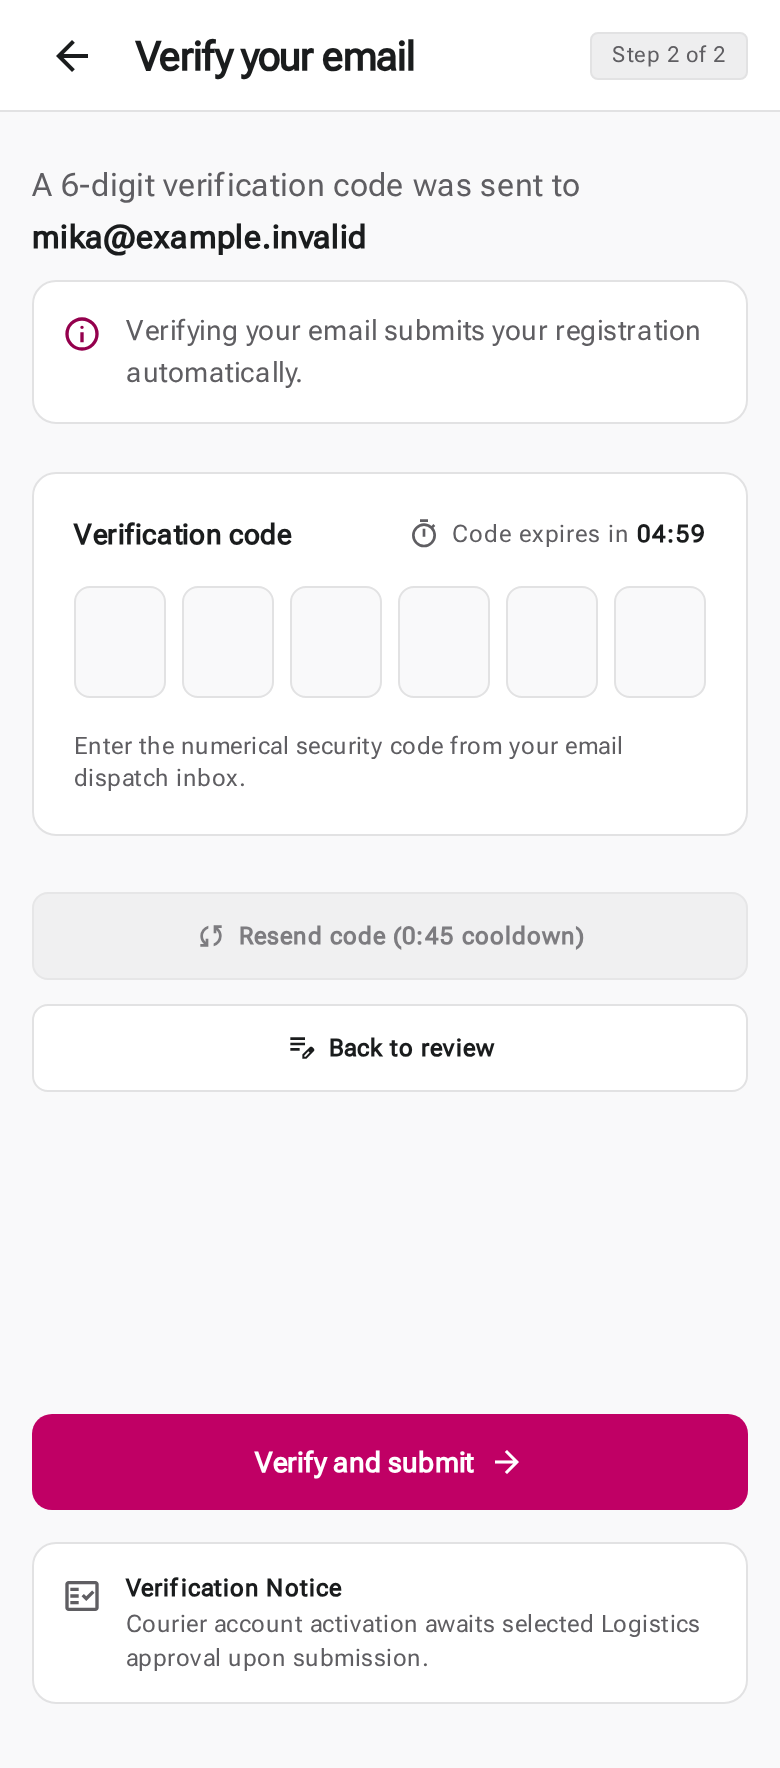 Verify your email
Step 2 of 2
A 6-digit verification code was sent to
mika@example.invalid
Verifying your email submits your registration
automatically.
Verification code
Code expires in 04:59
Enter the numerical security code from your email
dispatch inbox.
Resend code (0:45 cooldown)
Back to review
Verify and submit
Verification Notice
Courier account activation awaits selected Logistics
approval upon submission.